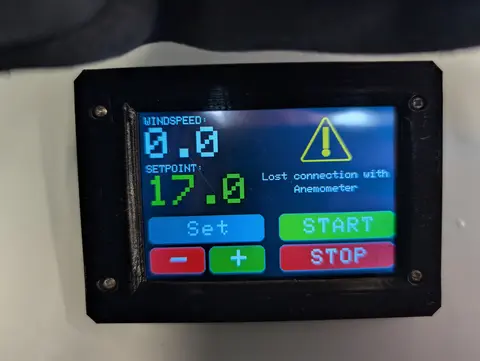 WINDSPEED:
0.0
SETPOINT:
17.0
Lost connection with
Anemometer
Set
START
- +
STOP